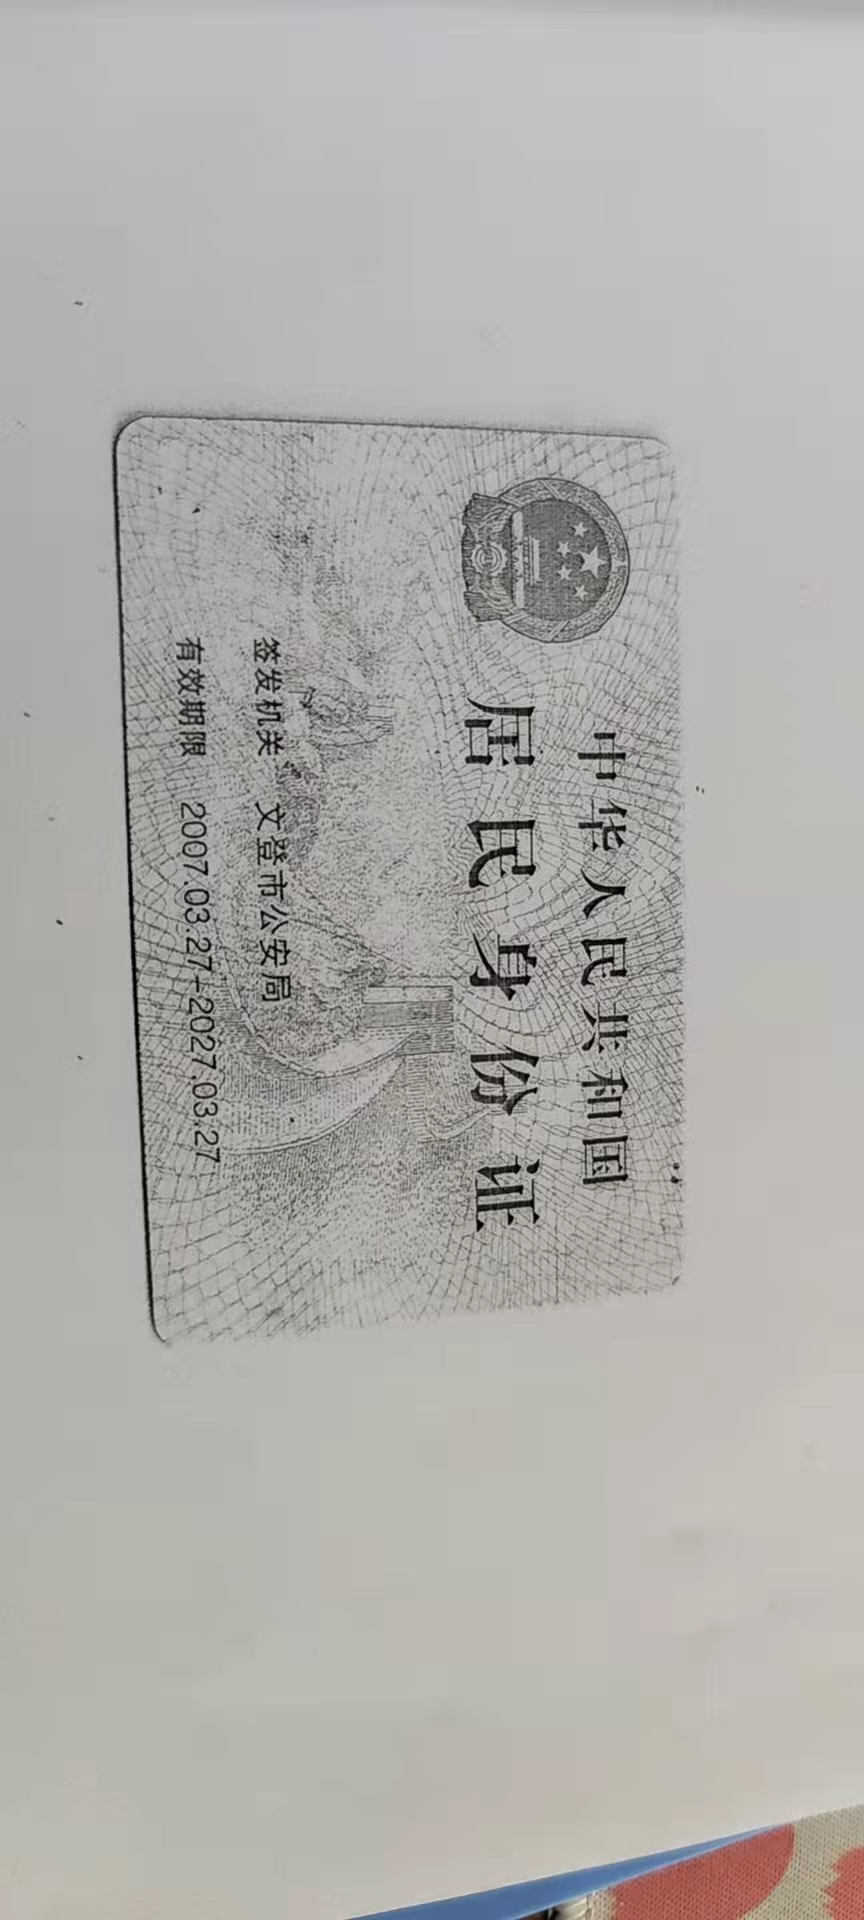 中华人民共和国
居民身份证
签发机关 文登市公安局
有效期限 2007.03.27-2027.03.27